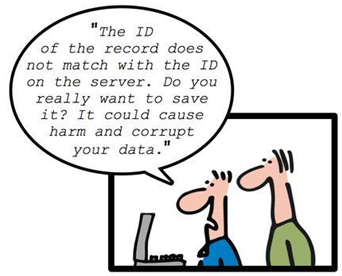 "The ID
of the record does
not match with the ID
on the server. Do you
really want to save
it? It could cause
harm and corrupt
your data."